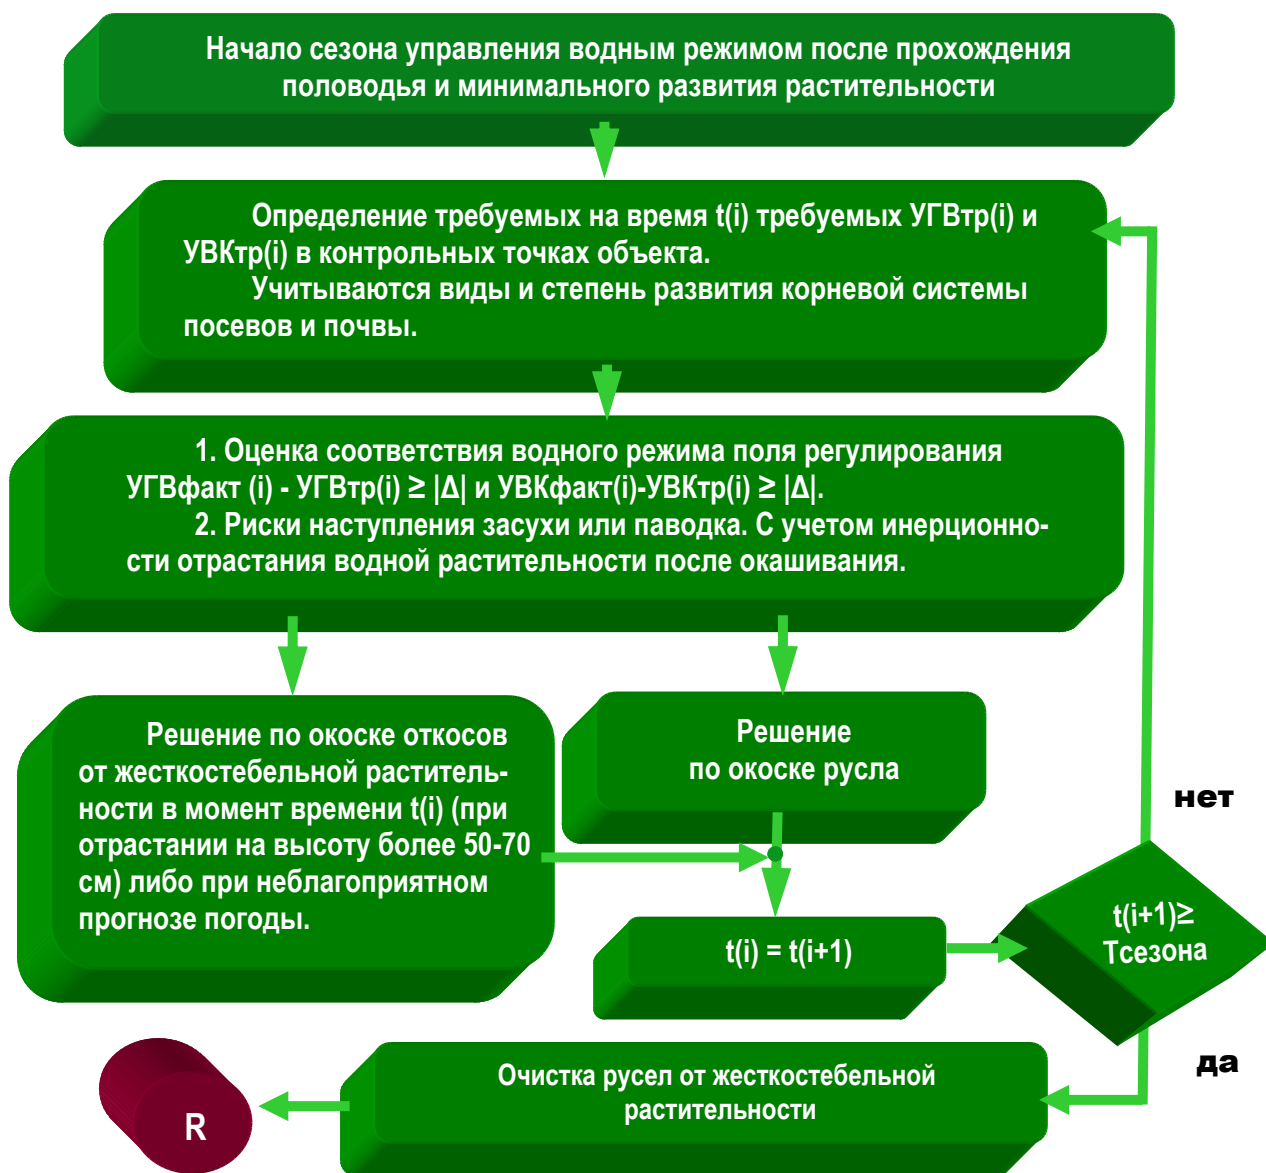 Начало сезона управления водным режимом после прохождения
половодья и минимального развития растительности
Определение требуемых на время t(i) требуемых УГВтр(i) и
УВКтр(i) в контрольных точках объекта.
Учитываются виды и степень развития корневой системы
посевов и почвы.
1. Оценка соответствия водного режима поля регулирования
УГВфакт (i) - УГВтр(i) ≥ |Δ| и УВКфакт(i)-УВКтр(i) ≥ |Δ|.
2. Риски наступления засухи или паводка. С учетом инерционно-
сти отрастания водной растительности после окашивания.
Решение по окоске откосов
от жесткостебельной раститель-
ности в момент времени t(i) (при
отрастании на высоту более 50-70
см) либо при неблагоприятном
прогнозе погоды.
Решение
по окоске русла
нет
t(i) = t(i+1)
t(i+1)≥
Тсезона
да
Очистка русел от жесткостебельной
растительности
R